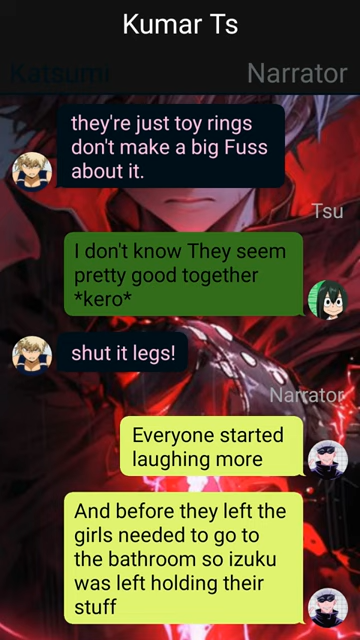 Kumar Ts
Katsumi
Narrator
they're just toy rings
don't make a big Fuss
about it.
Tsu
I don't know They seem
pretty good together
*kero*
shut it legs!
Narrator
Everyone started
laughing more
And before they left the
girls needed to go to
the bathroom so izuku
was left holding their
stuff